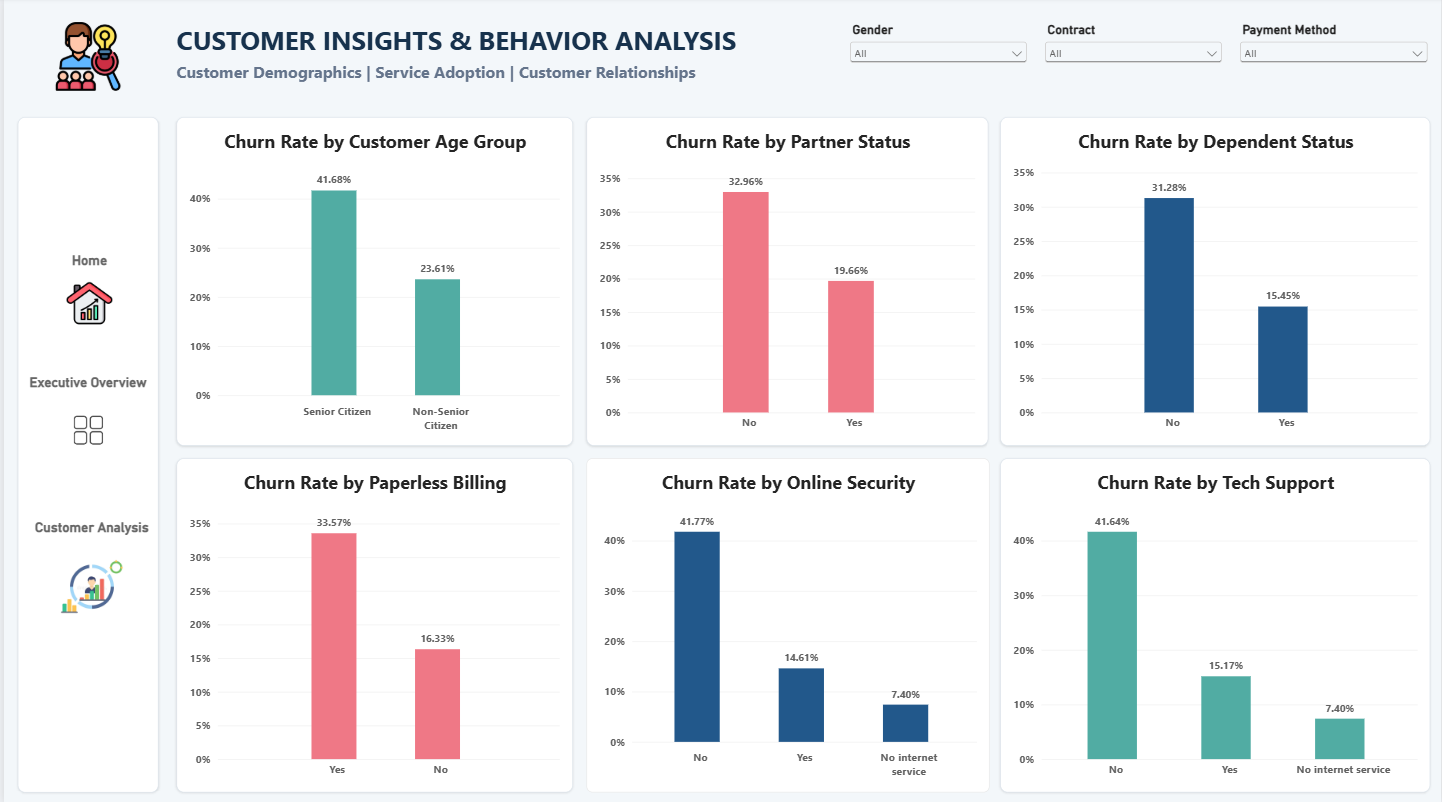 CUSTOMER INSIGHTS & BEHAVIOR ANALYSIS
Customer Demographics | Service Adoption | Customer Relationships
Gender
All
Contract
All
Payment Method
All
Home
Executive Overview
Customer Analysis
Churn Rate by Customer Age Group
40%
30%
20%
10%
0%
41.68%
23.61%
Senior Citizen
Non-Senior
Citizen
Churn Rate by Partner Status
35%
30%
25%
20%
15%
10%
5%
0%
32.96%
19.66%
No
Yes
Churn Rate by Dependent Status
35%
30%
25%
20%
15%
10%
5%
0%
31.28%
15.45%
No
Yes
Churn Rate by Paperless Billing
35%
30%
25%
20%
15%
10%
5%
0%
33.57%
16.33%
Yes
No
Churn Rate by Online Security
40%
30%
20%
10%
0%
41.77%
14.61%
7.40%
No
Yes
No internet
service
Churn Rate by Tech Support
40%
30%
20%
10%
0%
41.64%
15.17%
7.40%
No
Yes
No internet service